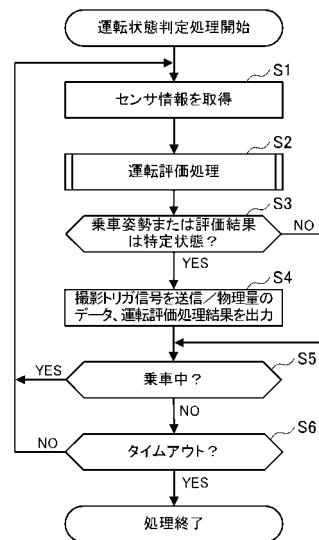 運転状態判定処理開始
S1
センサ情報を取得
S2
運転評価処理
S3
乗車姿勢または評価結果
は特定状態?
NO
YES
S4
撮影トリガ信号を送信/物理量の
データ、運転評価処理結果を出力
S5
YES
乗車中?
NO
S6
NO
タイムアウト?
YES
処理終了